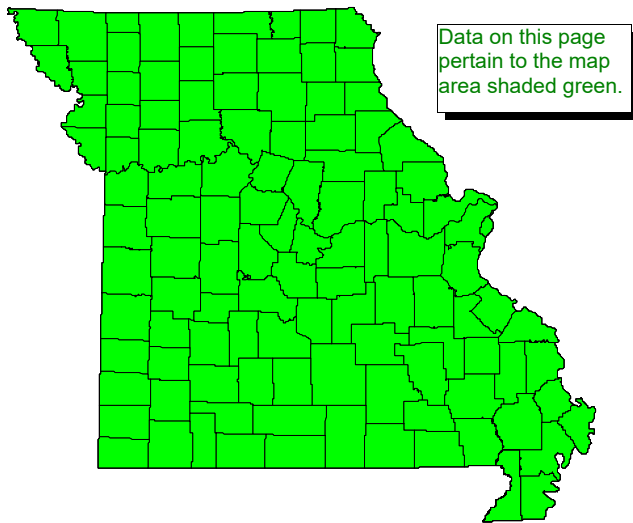 Data on this page
pertain to the map
area shaded green.